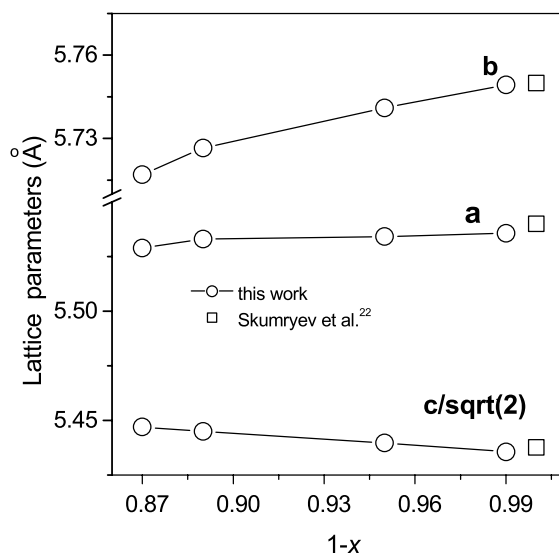 5.76
b
5.73
Lattice parameters (Å)
a
this work
5.50
Skumryev et al.22
c/sqrt(2)
5.45
0.87 0.90 0.93 0.96 0.99
1-x